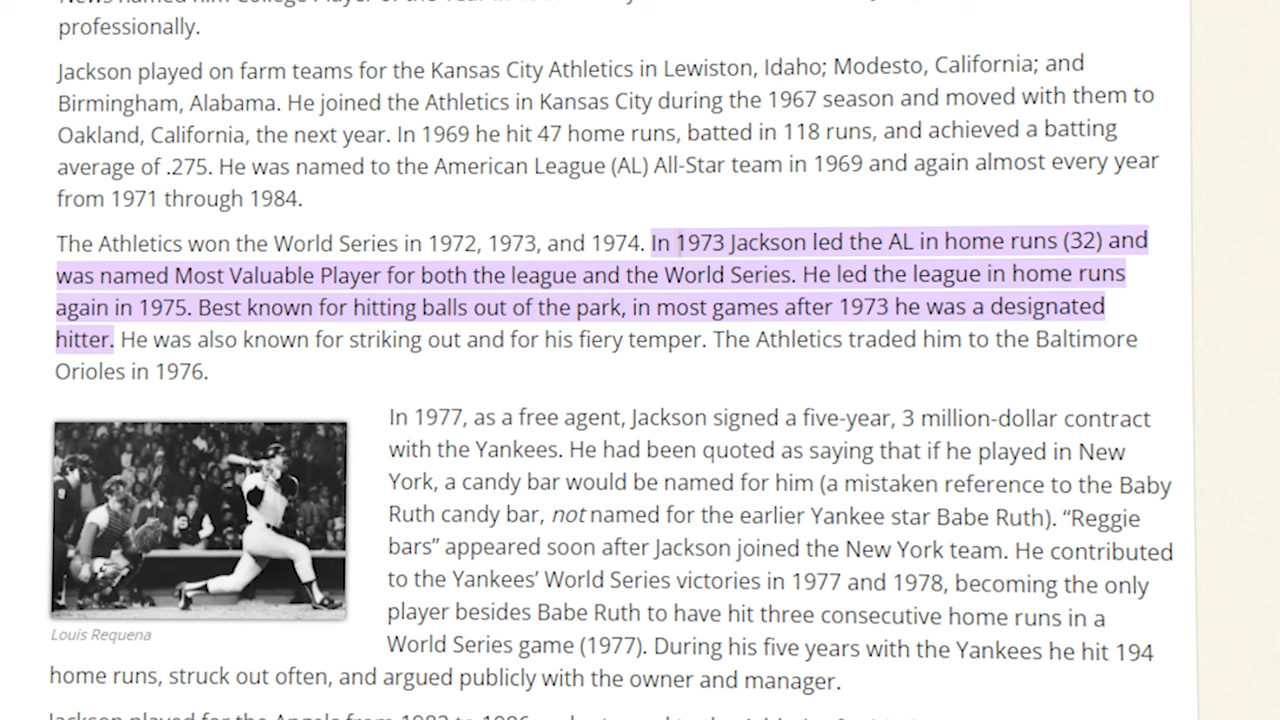 professionally.
Jackson played on farm teams for the Kansas City Athletics in Lewiston, Idaho; Modesto, California; and
Birmingham, Alabama. He joined the Athletics in Kansas City during the 1967 season and moved with them to
Oakland, California, the next year. In 1969 he hit 47 home runs, batted in 118 runs, and achieved a batting
average of .275. He was named to the American League (AL) All-Star team in 1969 and again almost every year
from 1971 through 1984.
The Athletics won the World Series in 1972, 1973, and 1974. In 1973 Jackson led the AL in home runs (32) and
was named Most Valuable Player for both the league and the World Series. He led the league in home runs
again in 1975. Best known for hitting balls out of the park, in most games after 1973 he was a designated
hitter. He was also known for striking out and for his fiery temper. The Athletics traded him to the Baltimore
Orioles in 1976.
In 1977, as a free agent, Jackson signed a five-year, 3 million-dollar contract
with the Yankees. He had been quoted as saying that if he played in New
York, a candy bar would be named for him (a mistaken reference to the Baby
Ruth candy bar, not named for the earlier Yankee star Babe Ruth). “Reggie
bars” appeared soon after Jackson joined the New York team. He contributed
to the Yankees’ World Series victories in 1977 and 1978, becoming the only
player besides Babe Ruth to have hit three consecutive home runs in a
World Series game (1977). During his five years with the Yankees he hit 194
home runs, struck out often, and argued publicly with the owner and manager.
Louis Requena